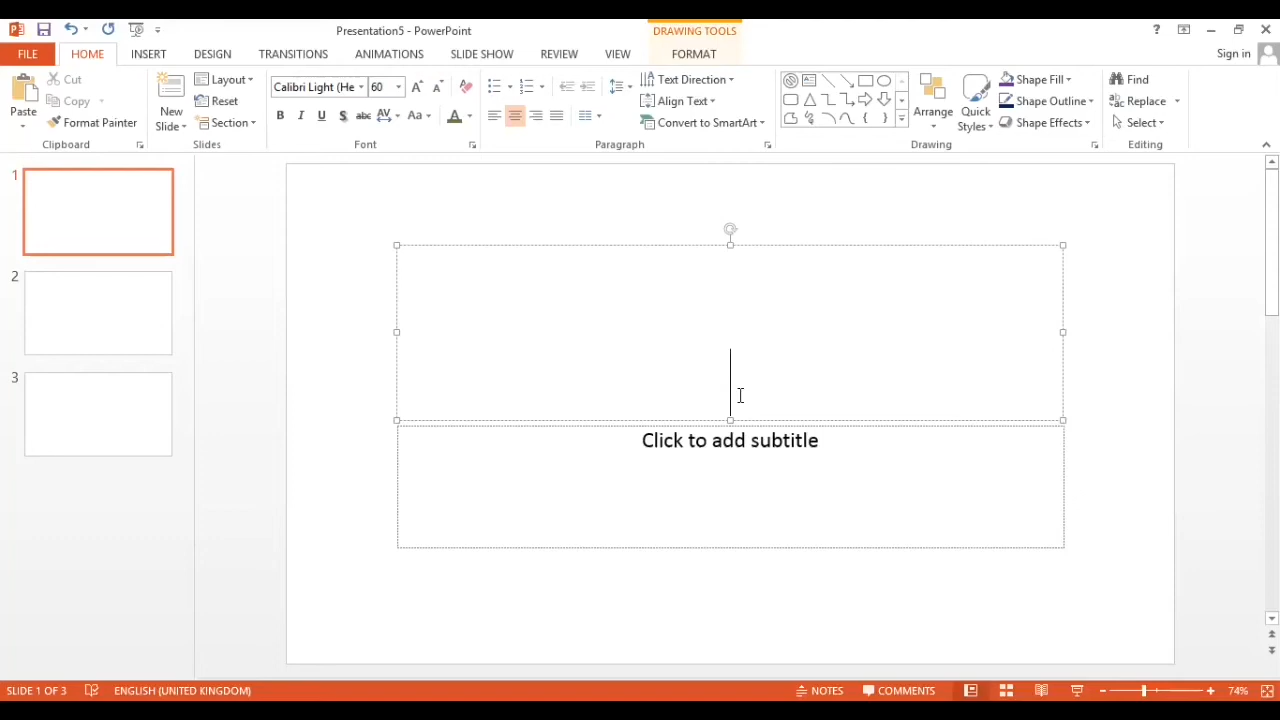 Presentation5 - PowerPoint
DRAWING TOOLS
?
FILE HOME INSERT DESIGN TRANSITIONS ANIMATIONS SLIDE SHOW REVIEW VIEW FORMAT Sign in
Paste
Cut
Copy
Format Painter
Clipboard
New
Slide
Layout
Reset
Section
Slides
Calibri Light (He 60
B I U S abc AV Aa A
Font
Text Direction
Align Text
Convert to SmartArt
Paragraph
Arrange
Quick
Styles
Shape Fill
Shape Outline
Shape Effects
Drawing
Find
Replace
Select
Editing
1
2
3
Click to add subtitle
SLIDE 1 OF 3 ENGLISH (UNITED KINGDOM) NOTES COMMENTS 74%